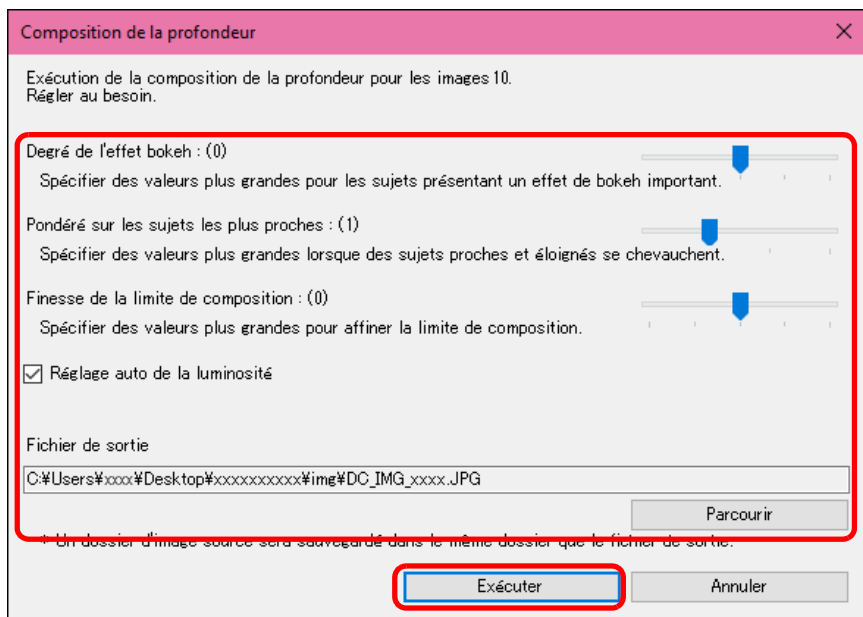 Composition de la profondeur
Exécution de la composition de la profondeur pour les images 10.
Régler au besoin.
Degré de l'effet bokeh : (0)
Spécifier des valeurs plus grandes pour les sujets présentant un effet de bokeh important.
Pondéré sur les sujets les plus proches : (1)
Spécifier des valeurs plus grandes lorsque des sujets proches et éloignés se chevauchent.
Finesse de la limite de composition : (0)
Spécifier des valeurs plus grandes pour affiner la limite de composition.
Réglage auto de la luminosité
Fichier de sortie
C:¥Users¥xxxx¥Desktop¥xxxxxxxxxx¥img¥DC_IMG_xxxx.JPG
Parcourir
* Un dossier d'image source sera sauvegardé dans le même dossier que le fichier de sortie.
Exécuter
Annuler